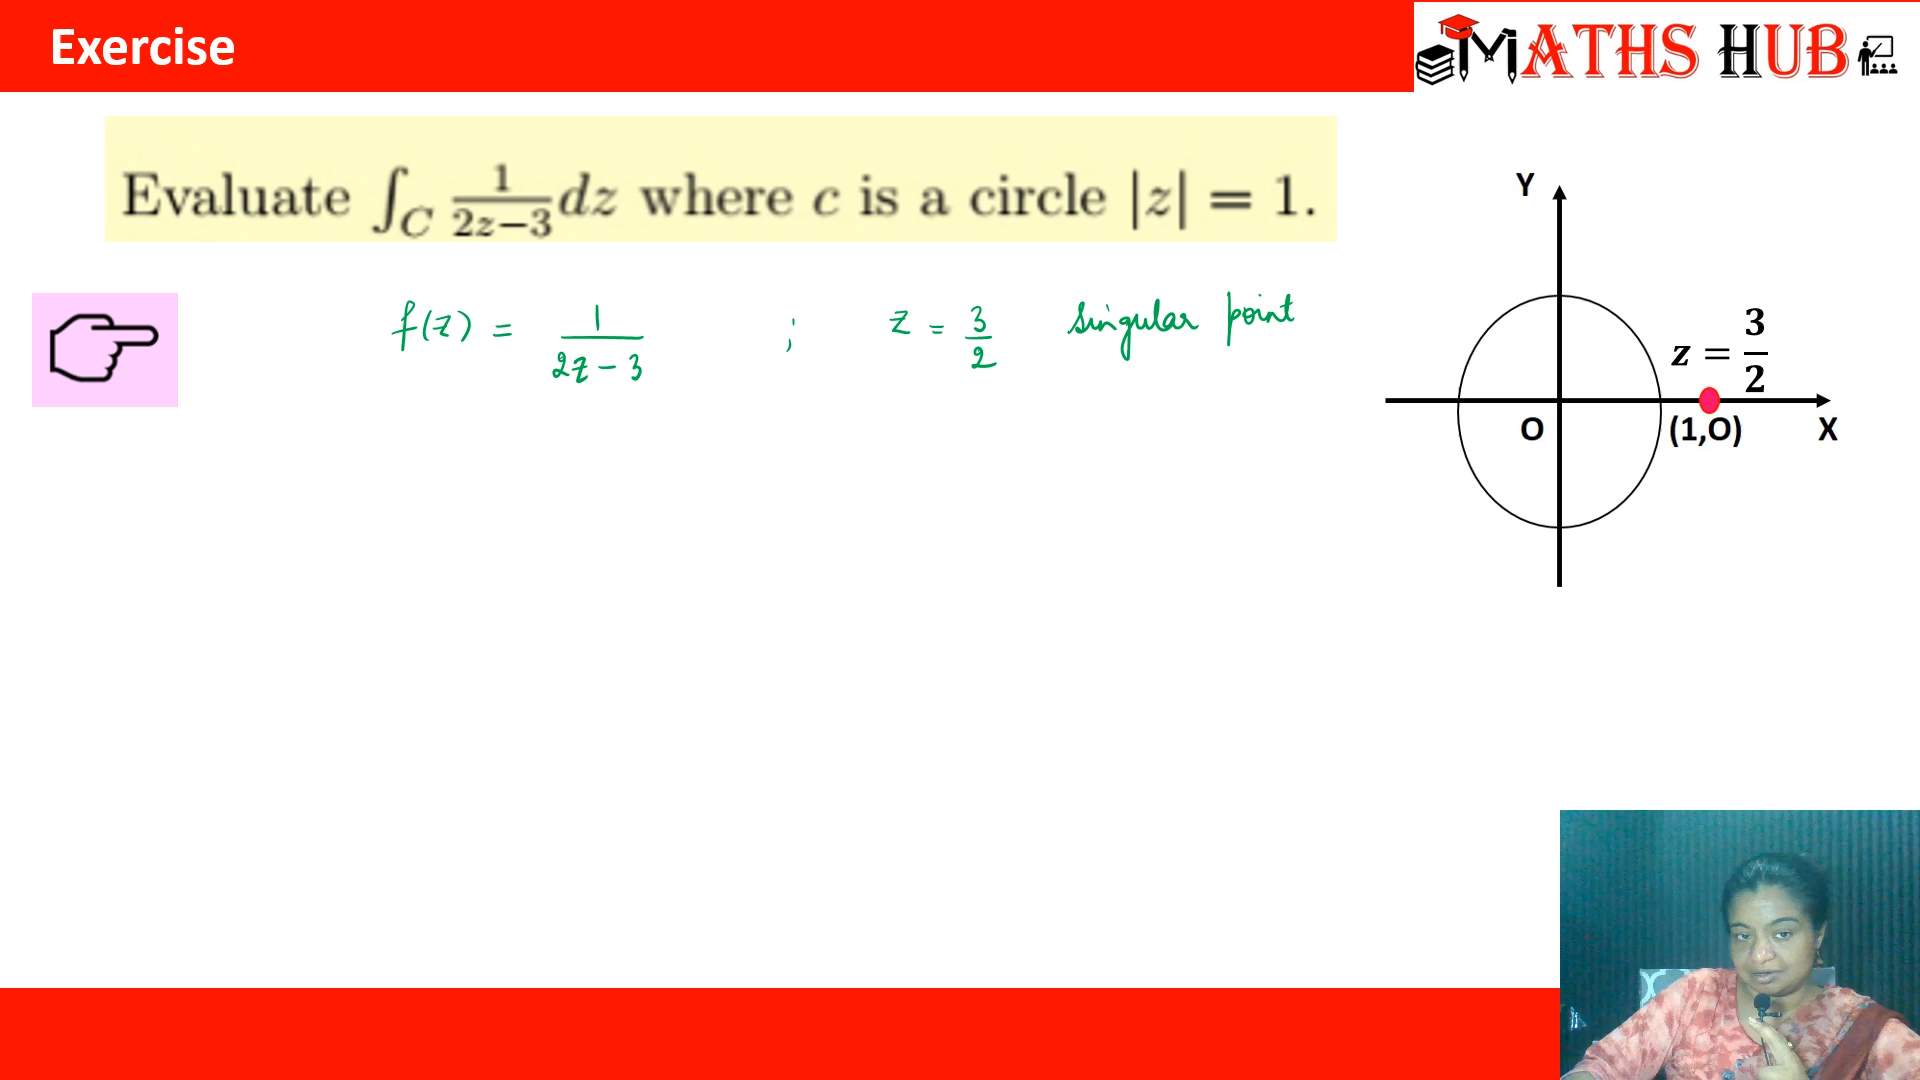 Exercise
MATHS HUB
Evaluate ∫_C 1/(2z−3) dz where c is a circle |z| = 1.
f(z) = 1/(2z − 3) ; z = 3/2 singular point
Y
z = 3/2
O
(1,O)
X